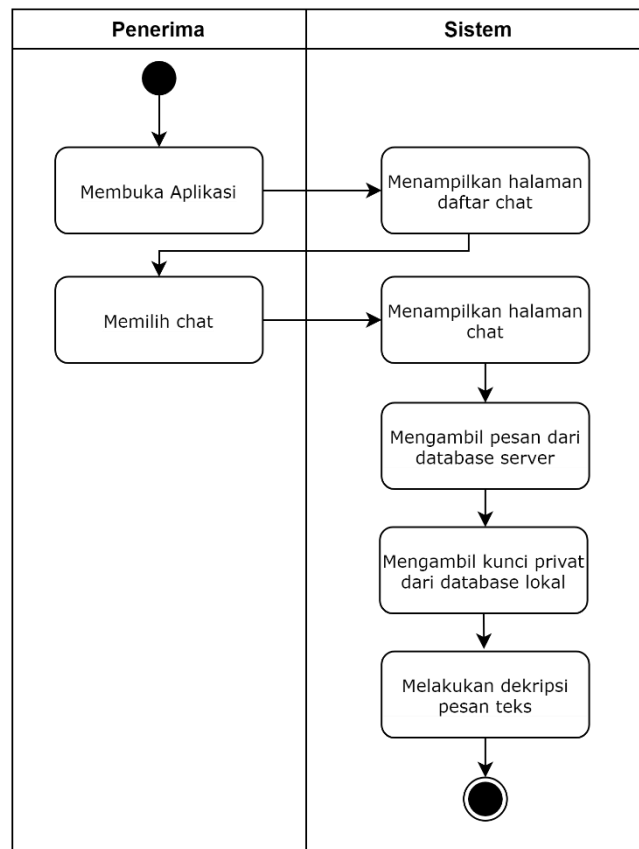 Penerima
Sistem
Membuka Aplikasi
Menampilkan halaman
daftar chat
Memilih chat
Menampilkan halaman
chat
Mengambil pesan dari
database server
Mengambil kunci privat
dari database lokal
Melakukan dekripsi
pesan teks